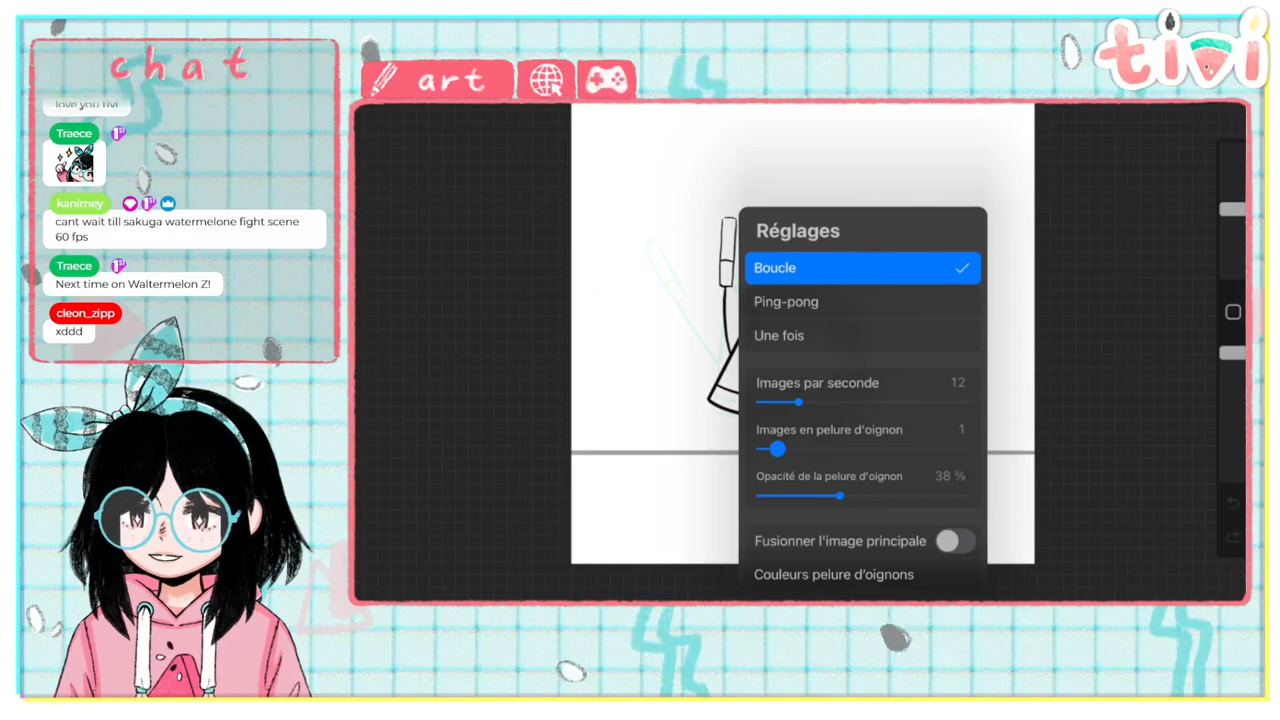 chat
love you tivi
Traece
kanimey
cant wait till sakuga watermelone fight scene
60 fps
Traece
Next time on Waltermelon Z!
cleon_zipp
xddd
art
tivi
Réglages
Boucle
Ping-pong
Une fois
Images par seconde 12
Images en pelure d'oignon 1
Opacité de la pelure d'oignon 38 %
Fusionner l'image principale
Couleurs pelure d'oignons